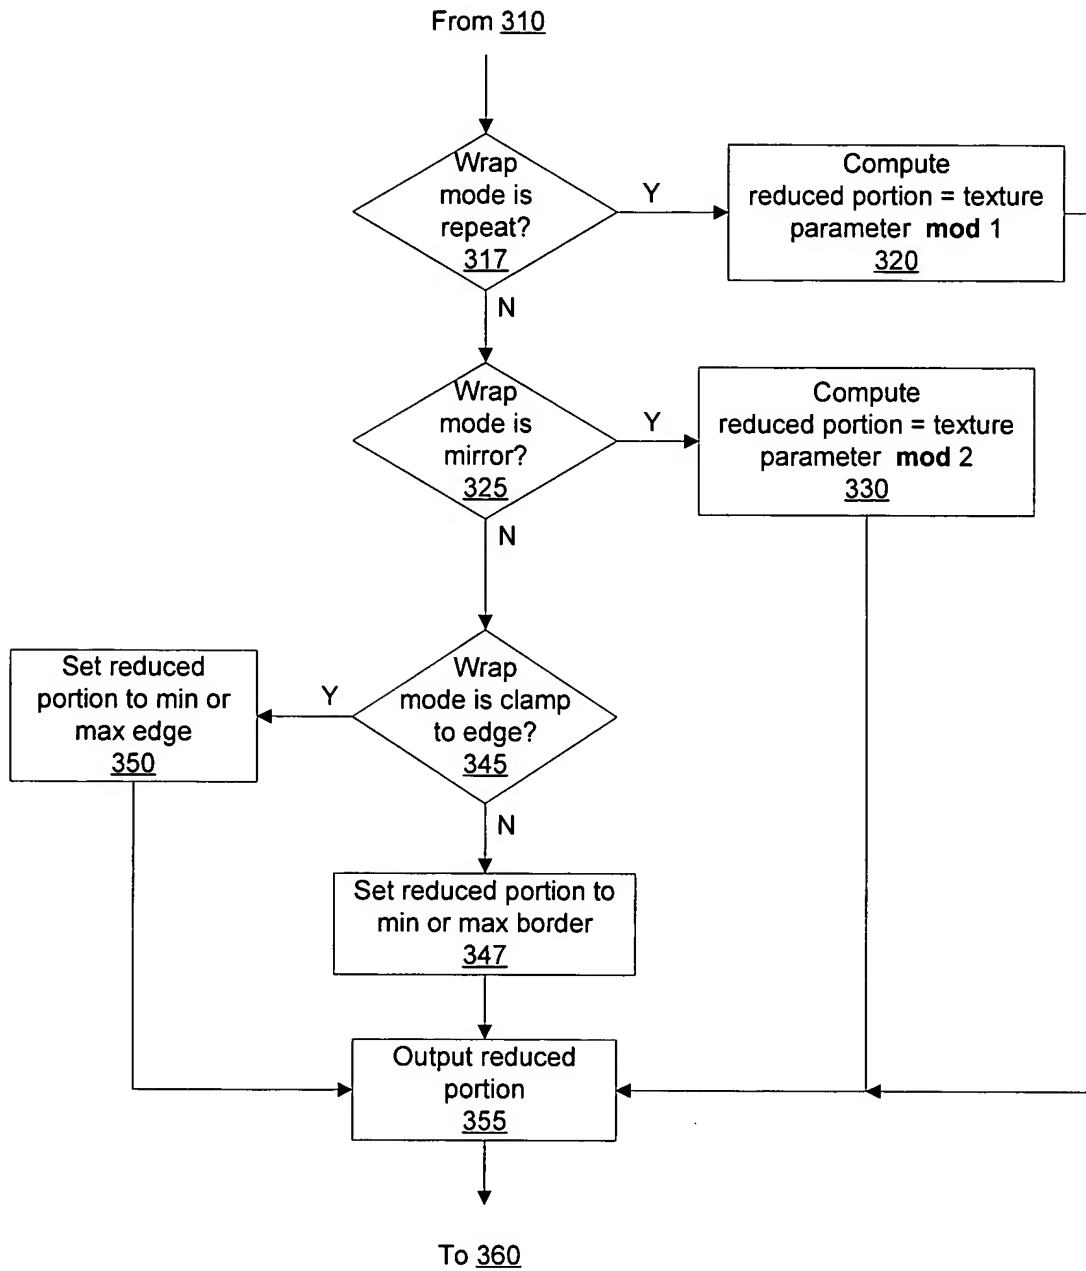 From 310
Wrap
mode is
repeat?
317
Y
Compute
reduced portion = texture
parameter mod 1
320
N
Wrap
mode is
mirror?
325
Y
Compute
reduced portion = texture
parameter mod 2
330
N
Set reduced
portion to min or
max edge
350
Y
Wrap
mode is clamp
to edge?
345
N
Set reduced portion to
min or max border
347
Output reduced
portion
355
To 360